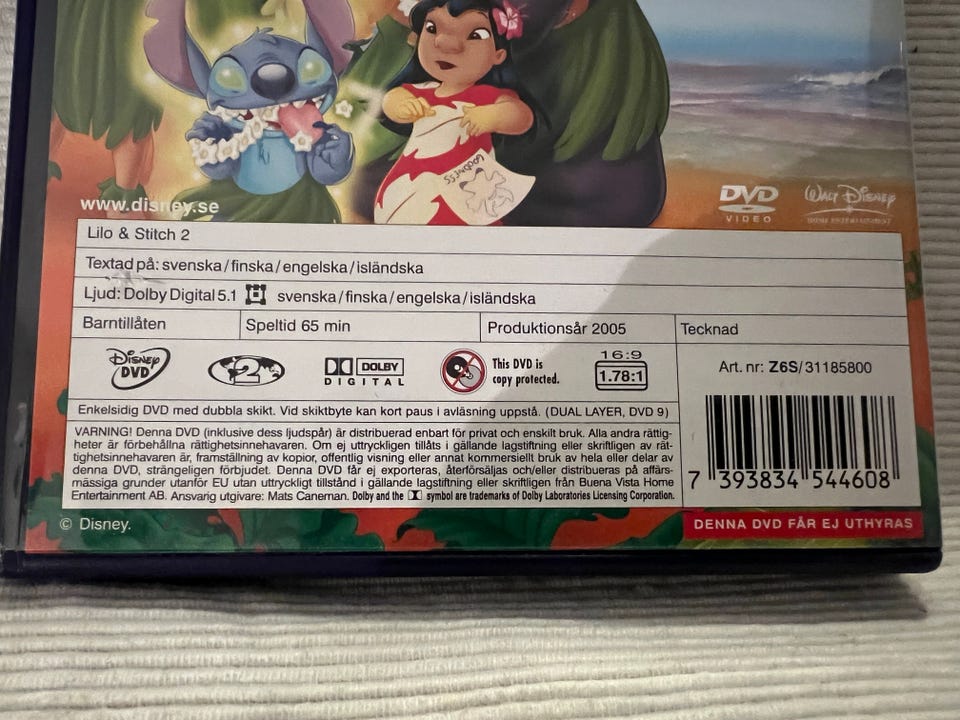 GOODNESS
www.disney.se
DVD VIDEO
WALT DISNEY
HOME ENTERTAINMENT
Lilo & Stitch 2
Textad på: svenska/finska/engelska/isländska
Ljud: Dolby Digital 5.1 svenska/finska/engelska/isländska
Barntillåten
Speltid 65 min
Produktionsår 2005
Tecknad
DISNEY DVD
2
DOLBY DIGITAL
This DVD is
copy protected.
16:9
1.78:1
Art. nr: Z6S/31185800
Enkelsidig DVD med dubbla skikt. Vid skiktbyte kan kort paus i avläsning uppstå. (DUAL LAYER, DVD 9)
VARNING! Denna DVD (inklusive dess ljudspår) är distribuerad enbart för privat och enskilt bruk. Alla andra rättig-
heter är förbehållna rättighetsinnehavaren. Om ej uttryckligen tillåts i gällande lagstiftning eller skriftligen av rät-
tighetsinnehavaren är, framställning av kopior, offentlig visning eller annat kommersiellt bruk av hela eller delar av
denna DVD, strängeligen förbjudet. Denna DVD får ej exporteras, återförsäljas och/eller distribueras på affärs-
mässiga grunder utanför EU utan uttryckligt tillstånd i gällande lagstiftning eller skriftligen från Buena Vista Home
Entertainment AB. Ansvarig utgivare: Mats Caneman. Dolby and the symbol are trademarks of Dolby Laboratories Licensing Corporation.
7 393834 544608
© Disney.
DENNA DVD FÅR EJ UTHYRAS